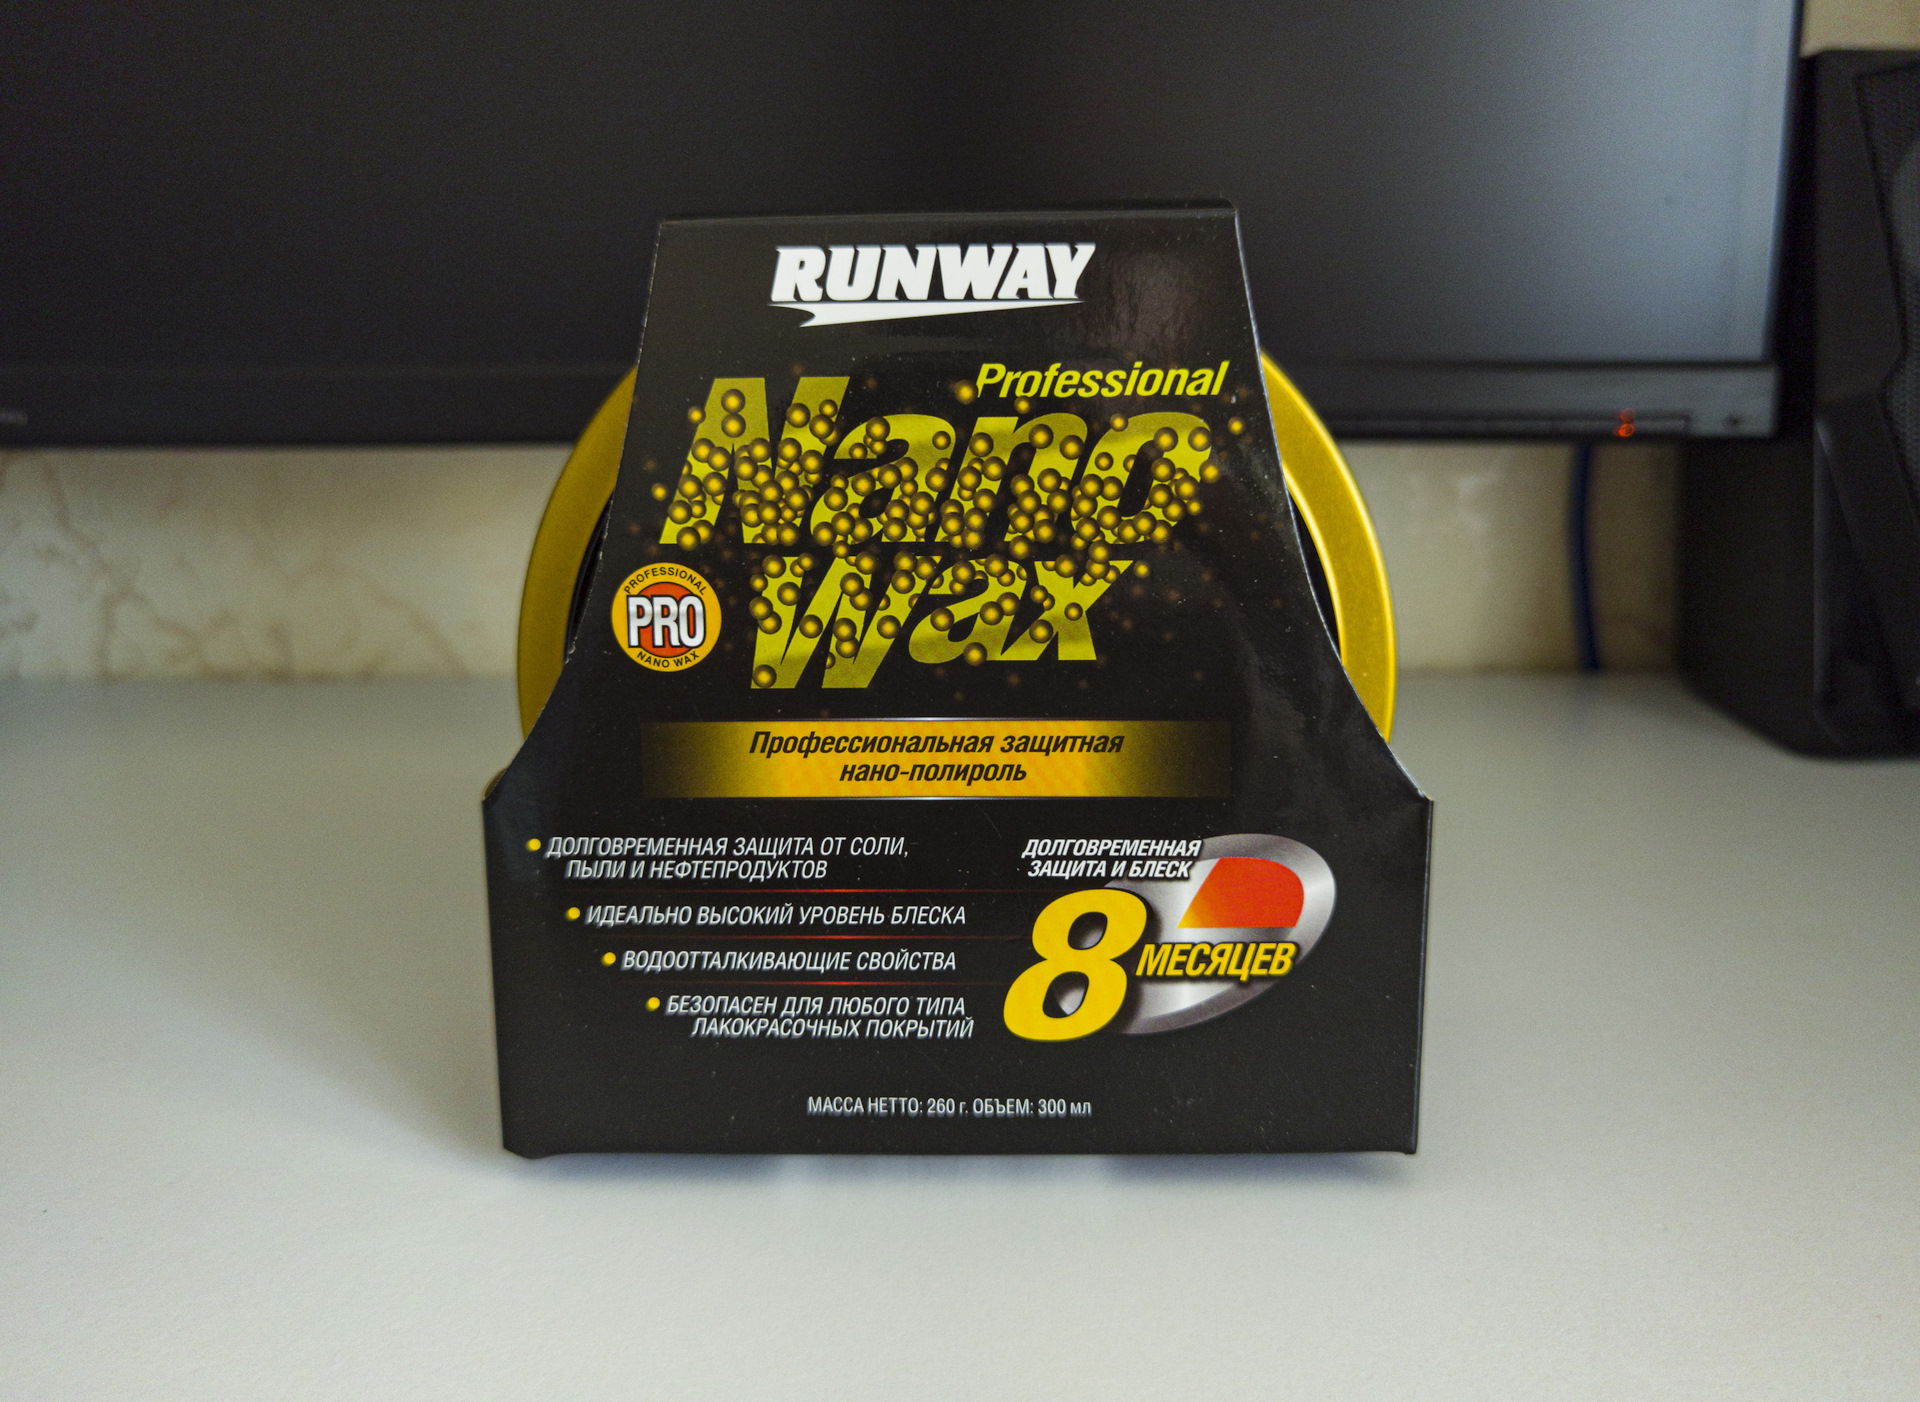 RUNWAY
Professional
Nano
Wax
PROFESSIONAL
PRO
NANO WAX
Профессиональная защитная
нано-полироль
ДОЛГОВРЕМЕННАЯ ЗАЩИТА ОТ СОЛИ,
ПЫЛИ И НЕФТЕПРОДУКТОВ
ИДЕАЛЬНО ВЫСОКИЙ УРОВЕНЬ БЛЕСКА
ВОДООТТАЛКИВАЮЩИЕ СВОЙСТВА
БЕЗОПАСЕН ДЛЯ ЛЮБОГО ТИПА
ЛАКОКРАСОЧНЫХ ПОКРЫТИЙ
ДОЛГОВРЕМЕННАЯ
ЗАЩИТА И БЛЕСК
8 МЕСЯЦЕВ
МАССА НЕТТО: 260 г. ОБЪЕМ: 300 мл